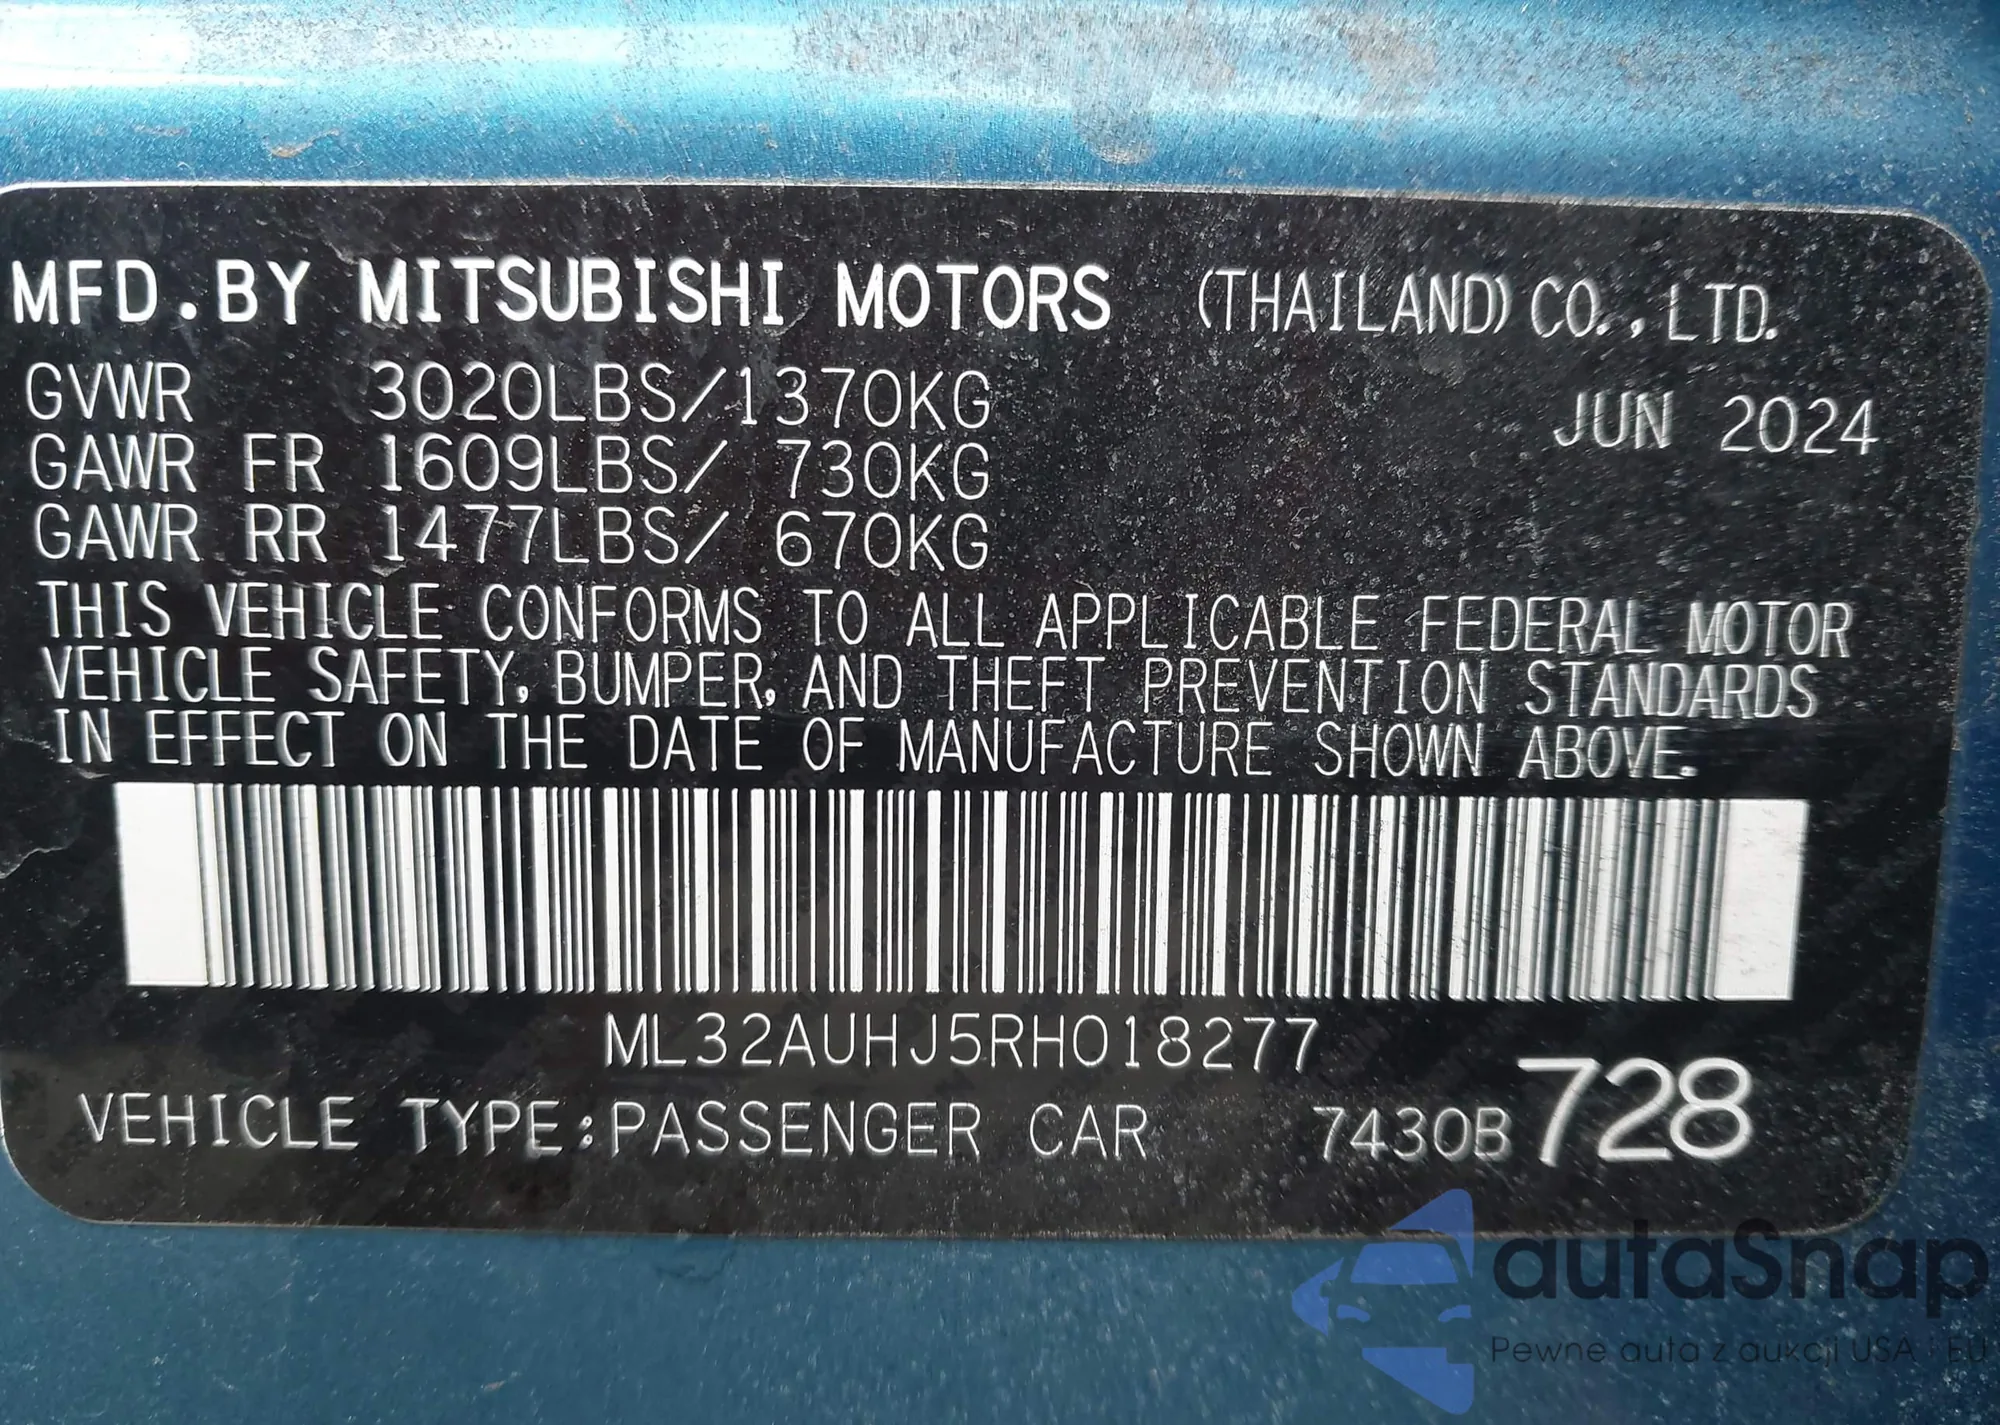 MFD.BY MITSUBISHI MOTORS (THAILAND) CO.,LTD.
GVWR 3020LBS/1370KG JUN 2024
GAWR FR 1609LBS/ 730KG
GAWR RR 1477LBS/ 670KG
THIS VEHICLE CONFORMS TO ALL APPLICABLE FEDERAL MOTOR
VEHICLE SAFETY, BUMPER, AND THEFT PREVENTION STANDARDS
IN EFFECT ON THE DATE OF MANUFACTURE SHOWN ABOVE.
ML32AUHJ5RH018277
VEHICLE TYPE:PASSENGER CAR 7430B 728
autaSnap
Pewne auta z aukcji USA i EU